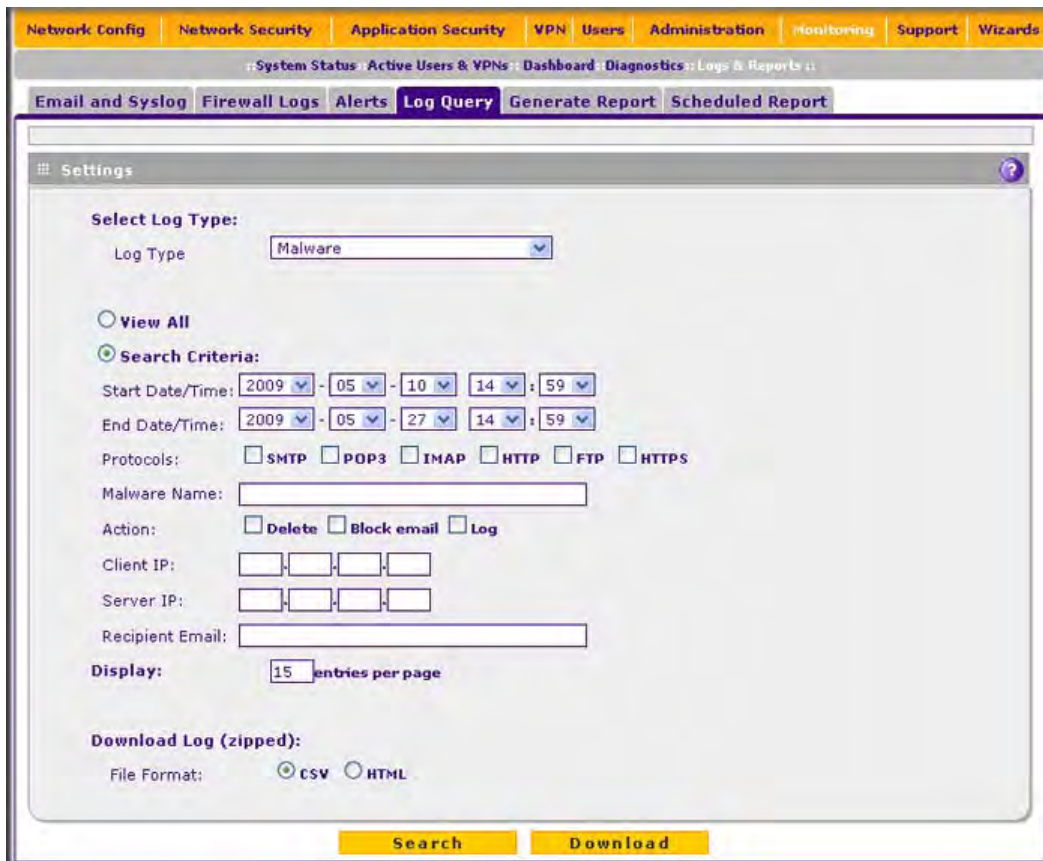 Network Config Network Security Application Security VPN Users Administration Monitoring Support Wizards
:: System Status :: Active Users & VPNs :: Dashboard :: Diagnostics :: Logs & Reports ::
Email and Syslog Firewall Logs Alerts Log Query Generate Report Scheduled Report
Settings ?
Select Log Type:
Log Type Malware
View All
Search Criteria:
Start Date/Time: 2009 - 05 - 10 14 : 59
End Date/Time: 2009 - 05 - 27 14 : 59
Protocols: SMTP POP3 IMAP HTTP FTP HTTPS
Malware Name:
Action: Delete Block email Log
Client IP: . . .
Server IP: . . .
Recipient Email:
Display: 15 entries per page
Download Log (zipped):
File Format: CSV HTML
Search Download